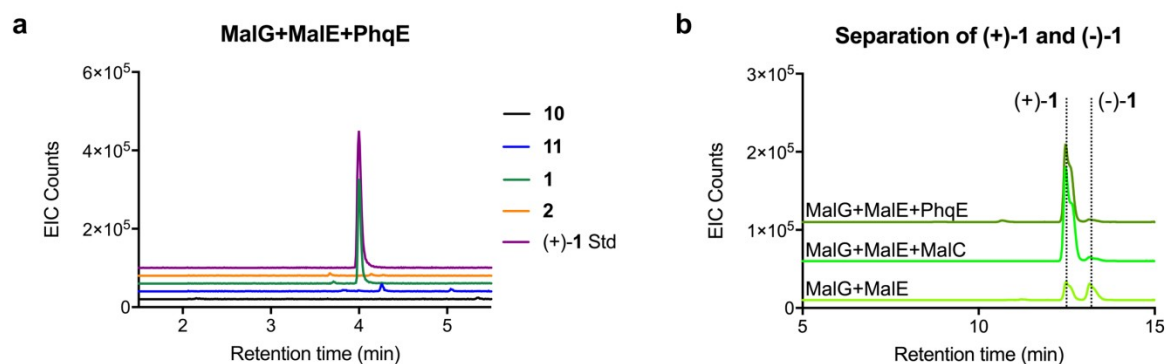 a
MalG+MalE+PhqE
6×10⁵
4×10⁵
2×10⁵
0
EIC Counts
2
3
4
5
Retention time (min)
10
11
1
2
(+)-1 Std
b
Separation of (+)-1 and (-)-1
3×10⁵
2×10⁵
1×10⁵
0
EIC Counts
(+)-1
(-)-1
MalG+MalE+PhqE
MalG+MalE+MalC
MalG+MalE
5
10
15
Retention time (min)